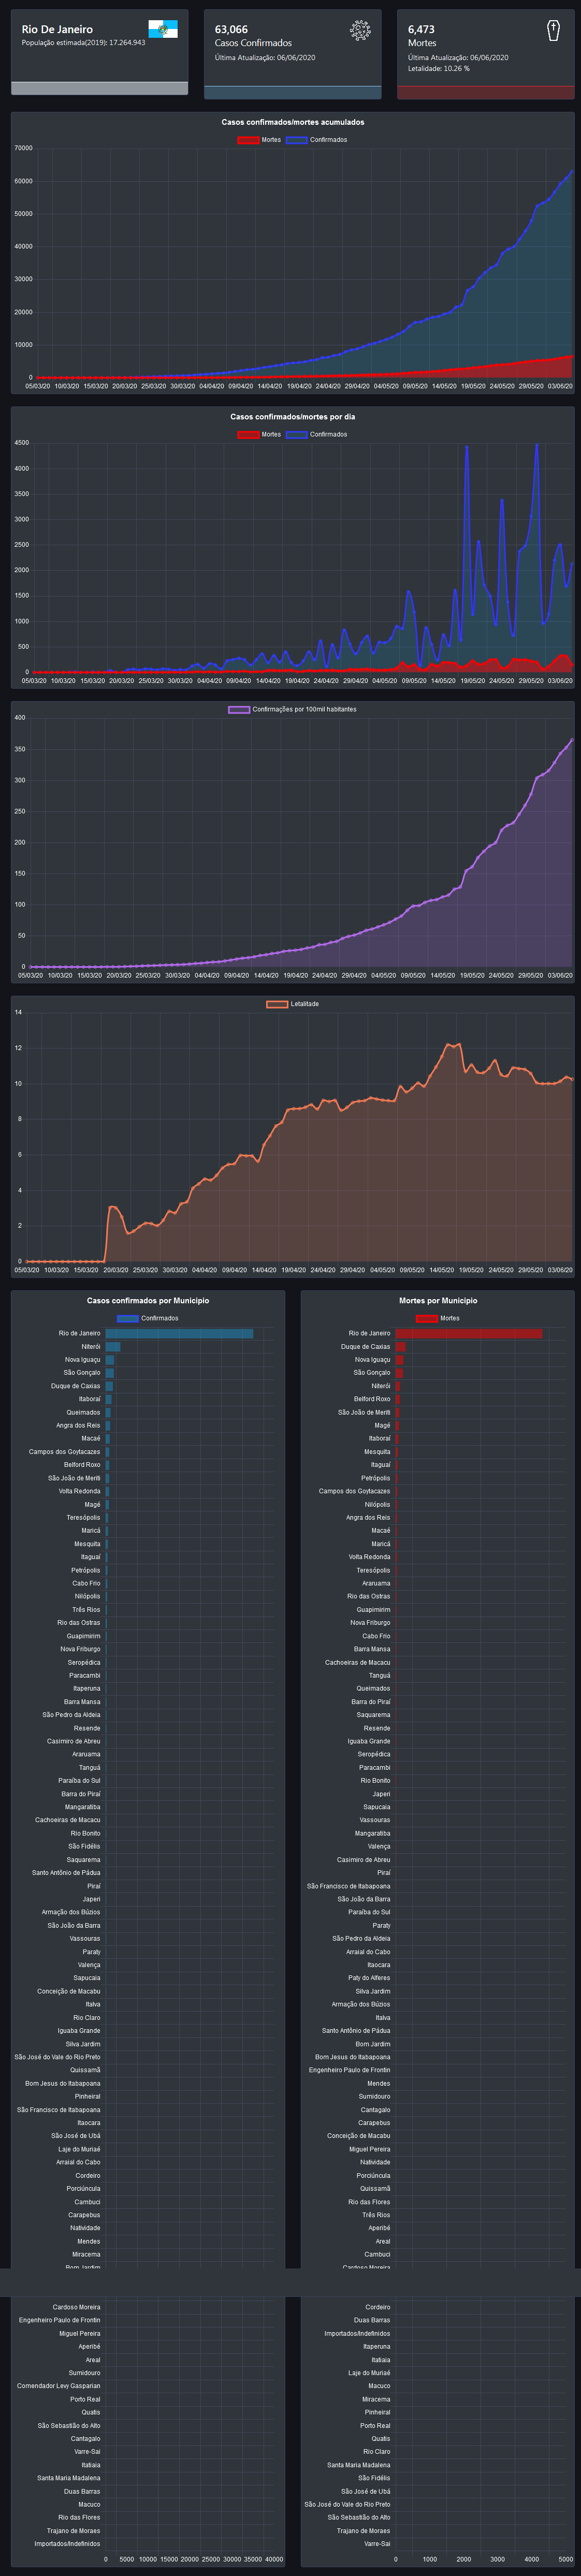 Rio De Janeiro
População estimada(2019): 17.264.943
63,066
Casos Confirmados
Última Atualização: 06/06/2020
6,473
Mortes
Última Atualização: 06/06/2020
Letalidade: 10.26 %
Casos confirmados/mortes acumulados
Mortes Confirmados
70000
60000
50000
40000
30000
20000
10000
0
05/03/20 10/03/20 15/03/20 20/03/20 25/03/20 30/03/20 04/04/20 09/04/20 14/04/20 19/04/20 24/04/20 29/04/20 04/05/20 09/05/20 14/05/20 19/05/20 24/05/20 29/05/20 03/06/20
Casos confirmados/mortes por dia
Mortes Confirmados
4500
4000
3500
3000
2500
2000
1500
1000
500
0
05/03/20 10/03/20 15/03/20 20/03/20 25/03/20 30/03/20 04/04/20 09/04/20 14/04/20 19/04/20 24/04/20 29/04/20 04/05/20 09/05/20 14/05/20 19/05/20 24/05/20 29/05/20 03/06/20
Confirmações por 100mil habitantes
400
350
300
250
200
150
100
50
0
05/03/20 10/03/20 15/03/20 20/03/20 25/03/20 30/03/20 04/04/20 09/04/20 14/04/20 19/04/20 24/04/20 29/04/20 04/05/20 09/05/20 14/05/20 19/05/20 24/05/20 29/05/20 03/06/20
Letalitade
14
12
10
8
6
4
2
0
05/03/20 10/03/20 15/03/20 20/03/20 25/03/20 30/03/20 04/04/20 09/04/20 14/04/20 19/04/20 24/04/20 29/04/20 04/05/20 09/05/20 14/05/20 19/05/20 24/05/20 29/05/20 03/06/20
Casos confirmados por Município
Confirmados
Rio de Janeiro
Niterói
Nova Iguaçu
São Gonçalo
Duque de Caxias
Itaboraí
Queimados
Angra dos Reis
Macaé
Campos dos Goytacazes
Belford Roxo
São João de Meriti
Volta Redonda
Magé
Teresópolis
Maricá
Mesquita
Itaguaí
Petrópolis
Cabo Frio
Nilópolis
Três Rios
Rio das Ostras
Guapimirim
Nova Friburgo
Seropédica
Paracambi
Itaperuna
Barra Mansa
São Pedro da Aldeia
Resende
Casimiro de Abreu
Araruama
Tanguá
Paraíba do Sul
Barra do Piraí
Mangaratiba
Cachoeiras de Macacu
Rio Bonito
São Fidélis
Saquarema
Santo Antônio de Pádua
Piraí
Japeri
Armação dos Búzios
São João da Barra
Vassouras
Paraty
Valença
Sapucaia
Conceição de Macabu
Italva
Rio Claro
Iguaba Grande
Silva Jardim
São José do Vale do Rio Preto
Quissamã
Bom Jesus do Itabapoana
Pinheiral
São Francisco de Itabapoana
Itaocara
São José de Ubá
Laje do Muriaé
Arraial do Cabo
Cordeiro
Porciúncula
Cambuci
Carapebus
Natividade
Mendes
Miracema
Bom Jardim
Cardoso Moreira
Engenheiro Paulo de Frontin
Miguel Pereira
Aperibé
Areal
Sumidouro
Comendador Levy Gasparian
Porto Real
Quatis
São Sebastião do Alto
Cantagalo
Varre-Sai
Itatiaia
Santa Maria Madalena
Duas Barras
Macuco
Rio das Flores
Trajano de Moraes
Importados/Indefinidos
0 5000 10000 15000 20000 25000 30000 35000 40000
Mortes por Município
Mortes
Rio de Janeiro
Duque de Caxias
Nova Iguaçu
São Gonçalo
Niterói
Belford Roxo
São João de Meriti
Magé
Itaboraí
Mesquita
Itaguaí
Petrópolis
Campos dos Goytacazes
Nilópolis
Angra dos Reis
Macaé
Maricá
Volta Redonda
Teresópolis
Araruama
Rio das Ostras
Guapimirim
Nova Friburgo
Cabo Frio
Barra Mansa
Cachoeiras de Macacu
Tanguá
Queimados
Barra do Piraí
Saquarema
Resende
Iguaba Grande
Seropédica
Paracambi
Rio Bonito
Japeri
Sapucaia
Vassouras
Mangaratiba
Valença
Casimiro de Abreu
Piraí
São Francisco de Itabapoana
São João da Barra
Paraíba do Sul
Paraty
São Pedro da Aldeia
Arraial do Cabo
Itaocara
Paty do Alferes
Silva Jardim
Armação dos Búzios
Italva
Santo Antônio de Pádua
Bom Jardim
Bom Jesus do Itabapoana
Engenheiro Paulo de Frontin
Mendes
Sumidouro
Cantagalo
Carapebus
Conceição de Macabu
Miguel Pereira
Natividade
Porciúncula
Quissamã
Rio das Flores
Três Rios
Aperibé
Areal
Cambuci
Cardoso Moreira
Cordeiro
Duas Barras
Importados/Indefinidos
Itaperuna
Itatiaia
Laje do Muriaé
Macuco
Miracema
Pinheiral
Porto Real
Quatis
Rio Claro
Santa Maria Madalena
São Fidélis
São José de Ubá
São José do Vale do Rio Preto
São Sebastião do Alto
Trajano de Moraes
Varre-Sai
0 1000 2000 3000 4000 5000